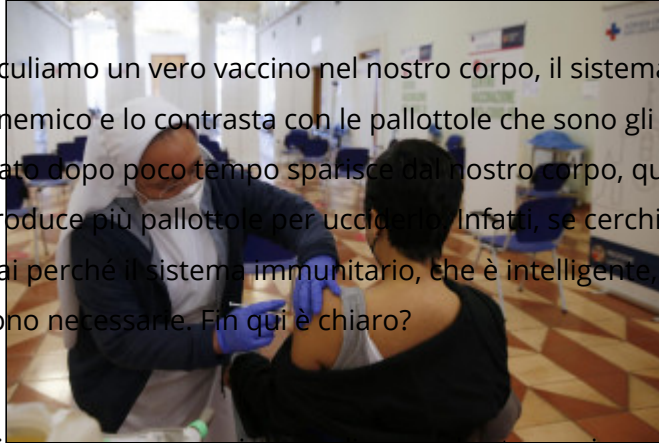 culiamo un vero vaccino nel nostro corpo, il sistema
nemico e lo contrasta con le pallottole che sono gli
ato dopo poco tempo sparisce dal nostro corpo, qu
roduce più pallottole per ucciderlo. Infatti, se cerchi
ai perché il sistema immunitario, che è intelligente,
ono necessarie. Fin qui è chiaro?